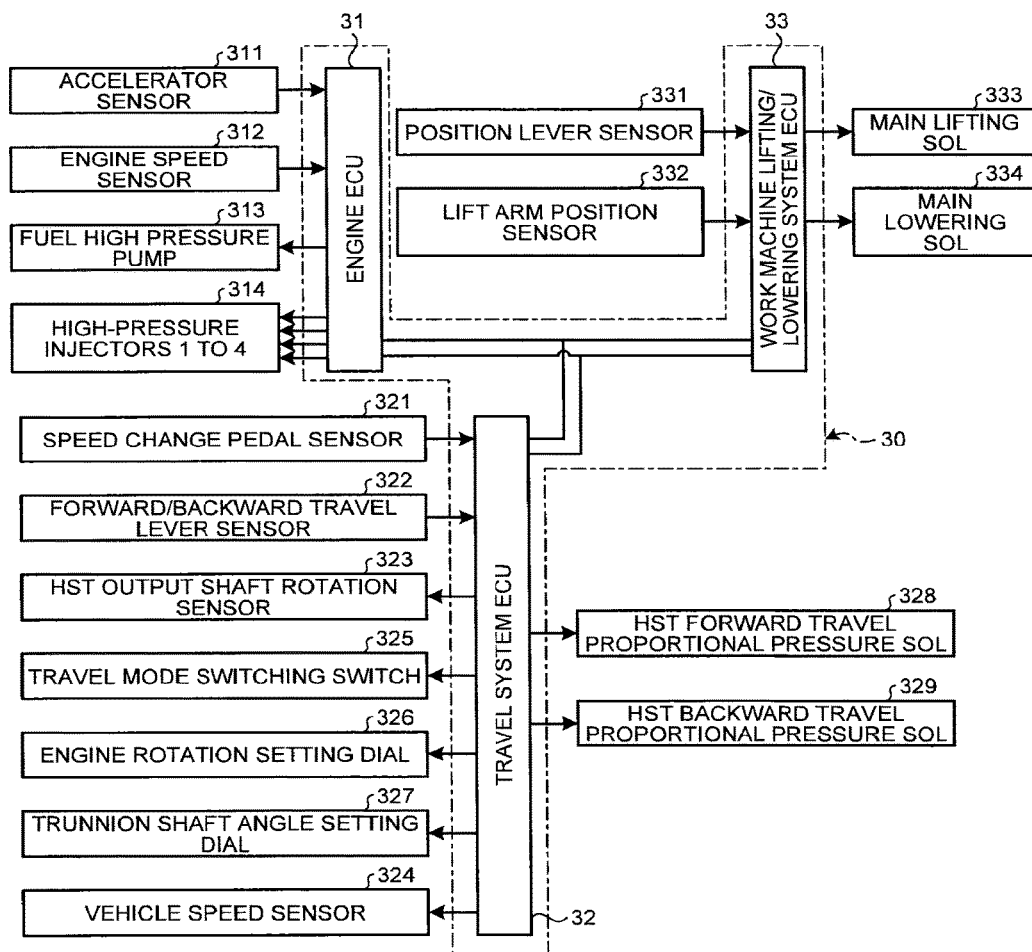 31
33
311
ACCELERATOR
SENSOR
312
ENGINE SPEED
SENSOR
313
FUEL HIGH PRESSURE
PUMP
314
HIGH-PRESSURE
INJECTORS 1 TO 4
ENGINE ECU
331
POSITION LEVER SENSOR
332
LIFT ARM POSITION
SENSOR
WORK MACHINE LIFTING/
LOWERING SYSTEM ECU
333
MAIN LIFTING
SOL
334
MAIN
LOWERING
SOL
30
321
SPEED CHANGE PEDAL SENSOR
322
FORWARD/BACKWARD TRAVEL
LEVER SENSOR
323
HST OUTPUT SHAFT ROTATION
SENSOR
325
TRAVEL MODE SWITCHING SWITCH
326
ENGINE ROTATION SETTING DIAL
327
TRUNNION SHAFT ANGLE SETTING
DIAL
324
VEHICLE SPEED SENSOR
TRAVEL SYSTEM ECU
32
328
HST FORWARD TRAVEL
PROPORTIONAL PRESSURE SOL
329
HST BACKWARD TRAVEL
PROPORTIONAL PRESSURE SOL